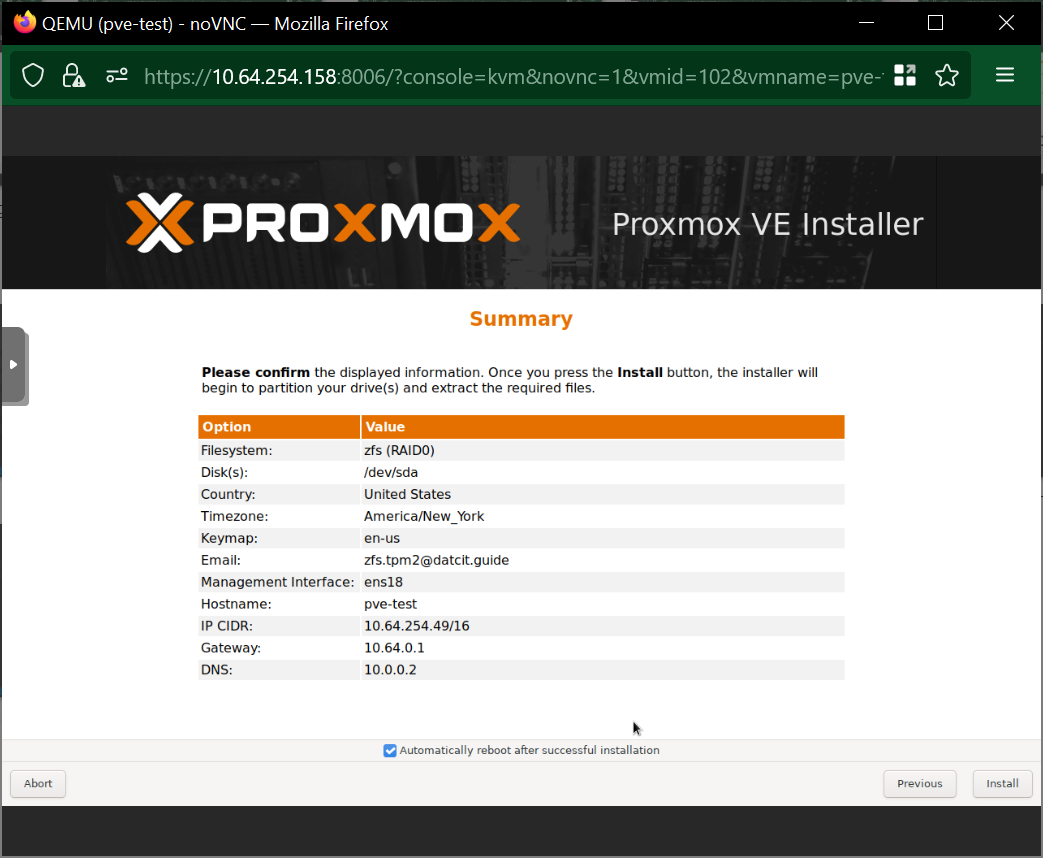 QEMU (pve-test) - noVNC — Mozilla Firefox
https://10.64.254.158:8006/?console=kvm&novnc=1&vmid=102&vmname=pve-
PROXMOX
Proxmox VE Installer
Summary
Please confirm the displayed information. Once you press the Install button, the installer will
begin to partition your drive(s) and extract the required files.
Option Value
Filesystem: zfs (RAID0)
Disk(s): /dev/sda
Country: United States
Timezone: America/New_York
Keymap: en-us
Email: zfs.tpm2@datcit.guide
Management Interface: ens18
Hostname: pve-test
IP CIDR: 10.64.254.49/16
Gateway: 10.64.0.1
DNS: 10.0.0.2
Automatically reboot after successful installation
Abort Previous Install